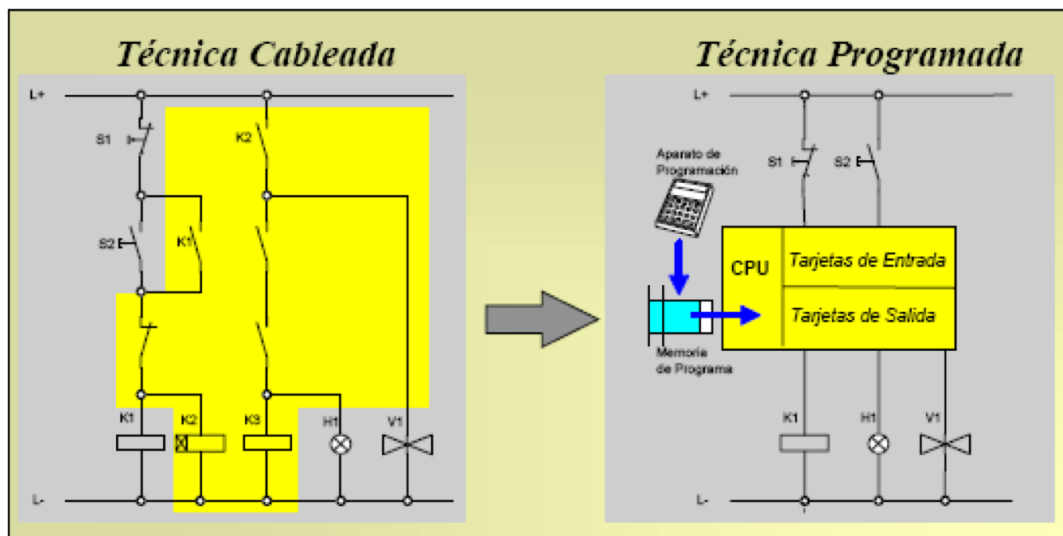 Técnica Cableada
L+
S1
K2
S2
K1
K1
K2
K3
H1
V1
L-
Técnica Programada
L+
S1
S2
Aparato de
Programación
CPU
Tarjetas de Entrada
Tarjetas de Salida
Memoria
de Programa
K1
H1
V1
L-